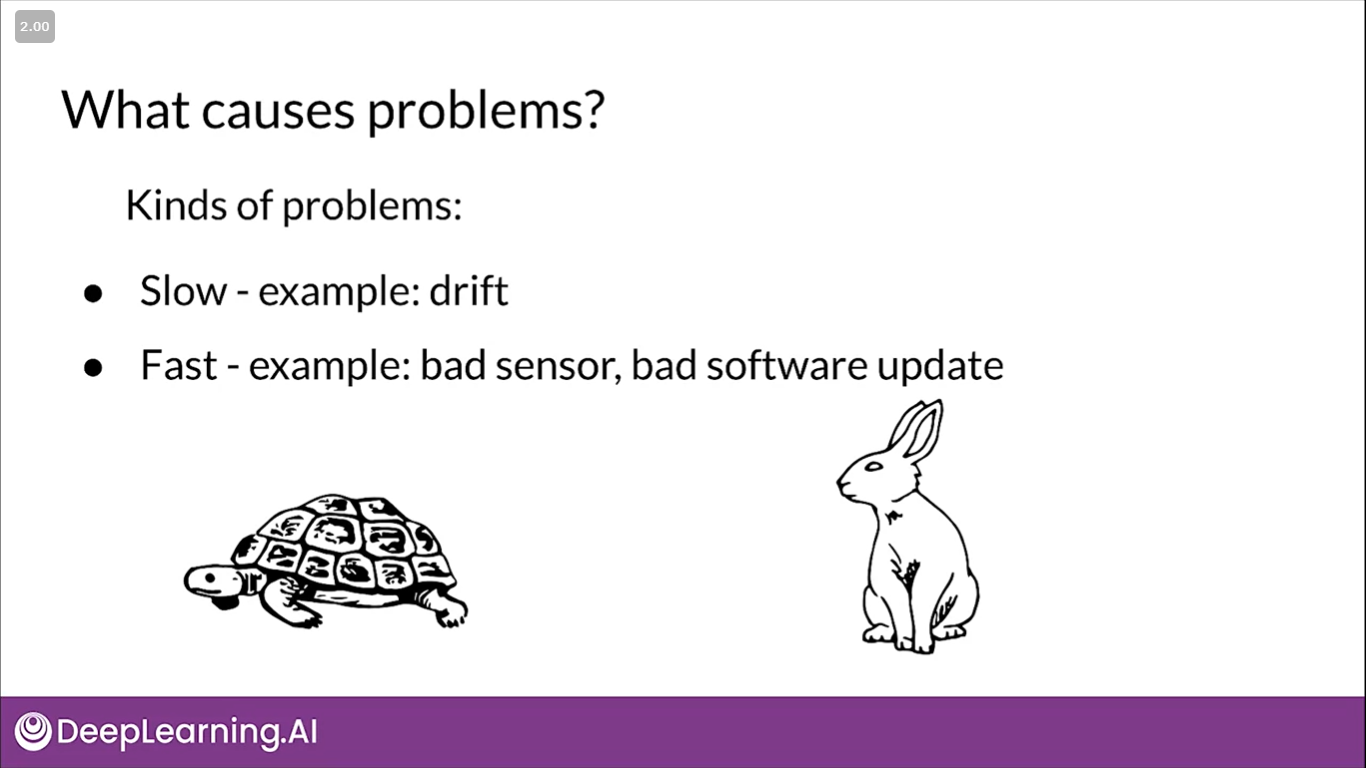 2.00
What causes problems?
Kinds of problems:
● Slow - example: drift
● Fast - example: bad sensor, bad software update
DeepLearning.AI